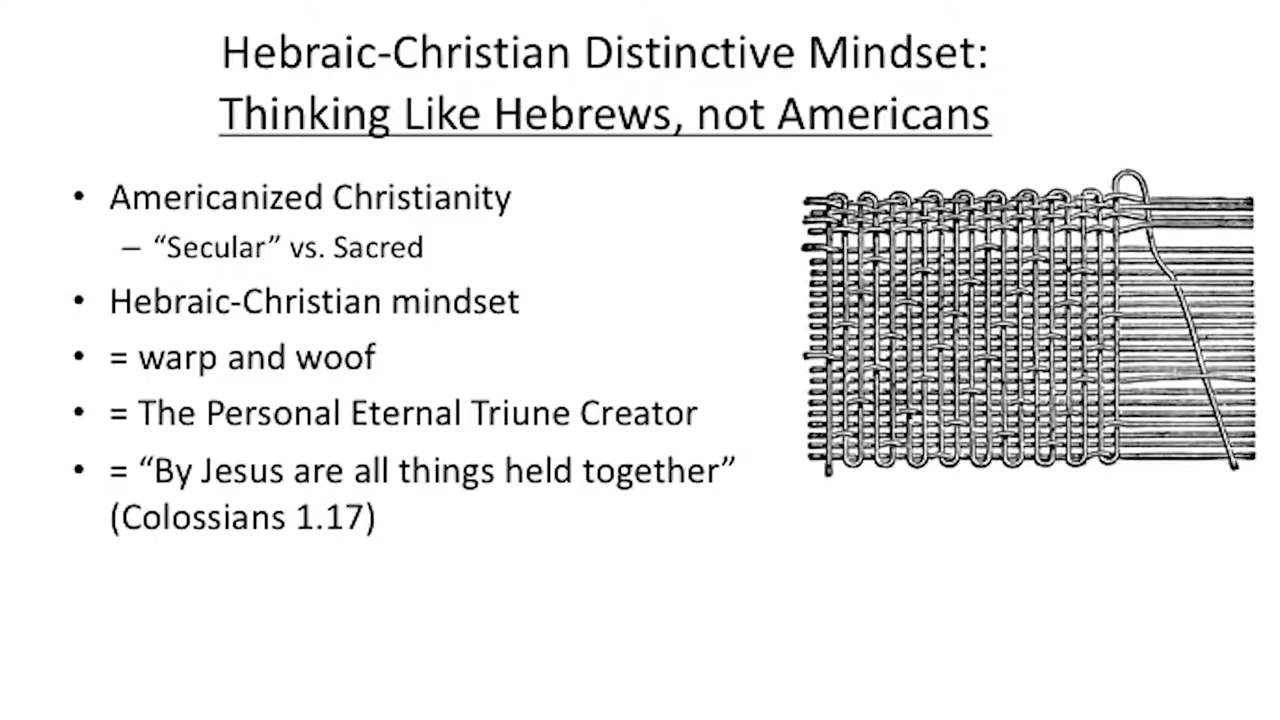 Hebraic-Christian Distinctive Mindset:
Thinking Like Hebrews, not Americans
• Americanized Christianity
– “Secular” vs. Sacred
• Hebraic-Christian mindset
• = warp and woof
• = The Personal Eternal Triune Creator
• = “By Jesus are all things held together”
(Colossians 1.17)